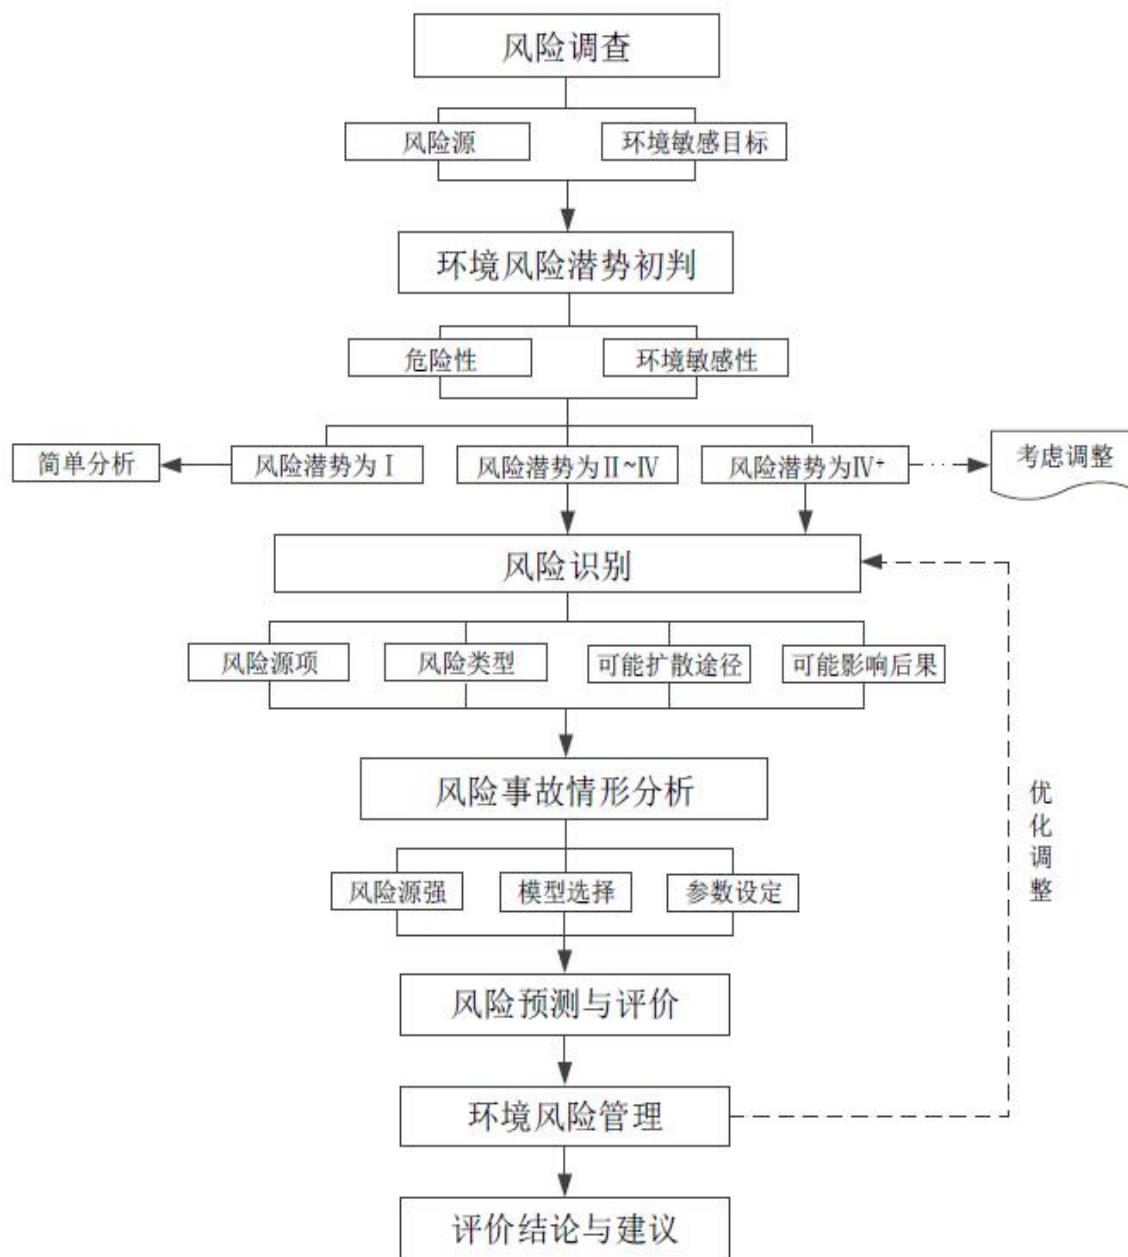 风险调查
风险源
环境敏感目标
环境风险潜势初判
危险性
环境敏感性
简单分析
风险潜势为Ⅰ
风险潜势为Ⅱ~Ⅳ
风险潜势为Ⅳ+
考虑调整
风险识别
风险源项
风险类型
可能扩散途径
可能影响后果
风险事故情形分析
优化调整
风险源强
模型选择
参数设定
风险预测与评价
环境风险管理
评价结论与建议